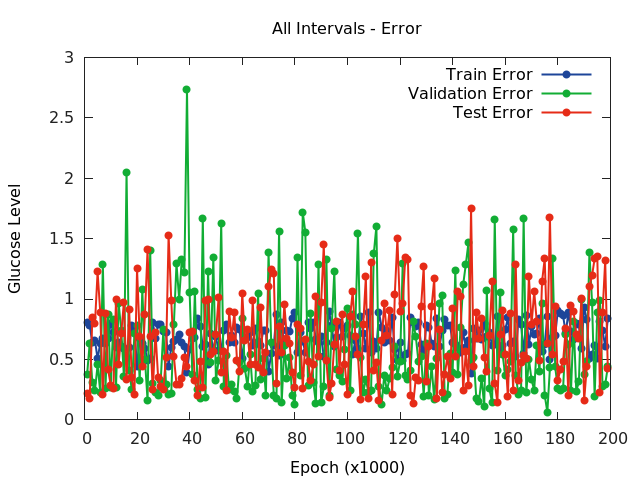 All Intervals - Error
Train Error
Validation Error
Test Error
3
2.5
2
1.5
1
0.5
0
Glucose Level
0 20 40 60 80 100 120 140 160 180 200
Epoch (x1000)